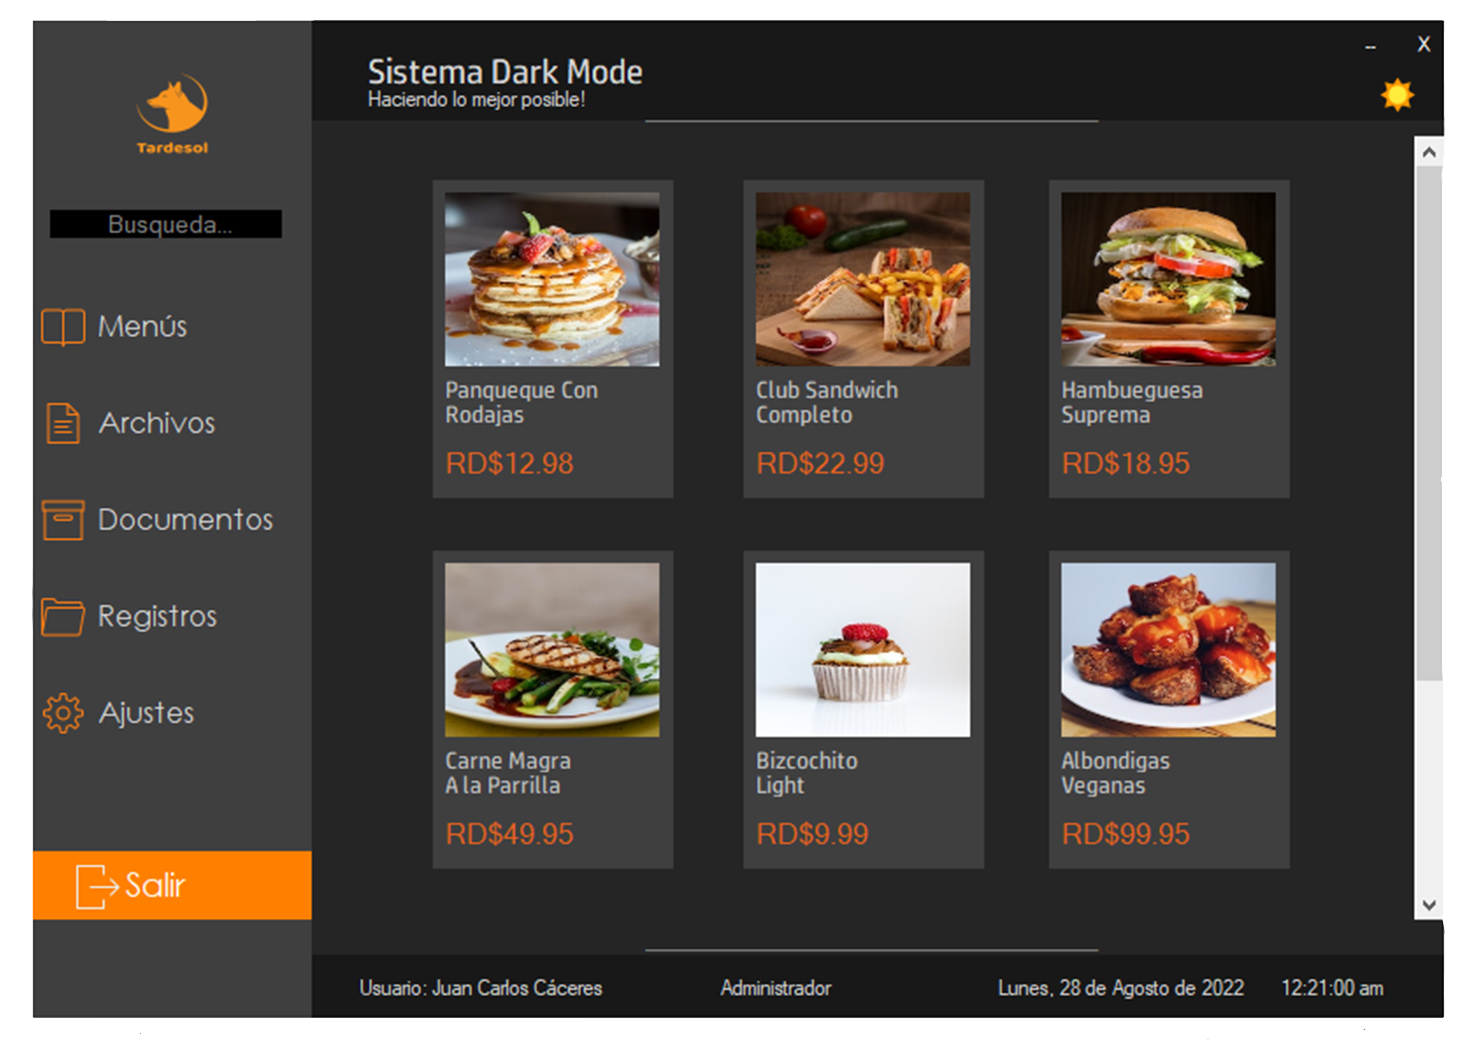 Sistema Dark Mode
Haciendo lo mejor posible!
-- X
Tardesol
Busqueda...
Menús
Archivos
Documentos
Registros
Ajustes
Salir
Panqueque Con
Rodajas
RD$12.98
Club Sandwich
Completo
RD$22.99
Hambueguesa
Suprema
RD$18.95
Carne Magra
A la Parrilla
RD$49.95
Bizcochito
Light
RD$9.99
Albondigas
Veganas
RD$99.95
Usuario: Juan Carlos Cáceres Administrador Lunes, 28 de Agosto de 2022 12:21:00 am